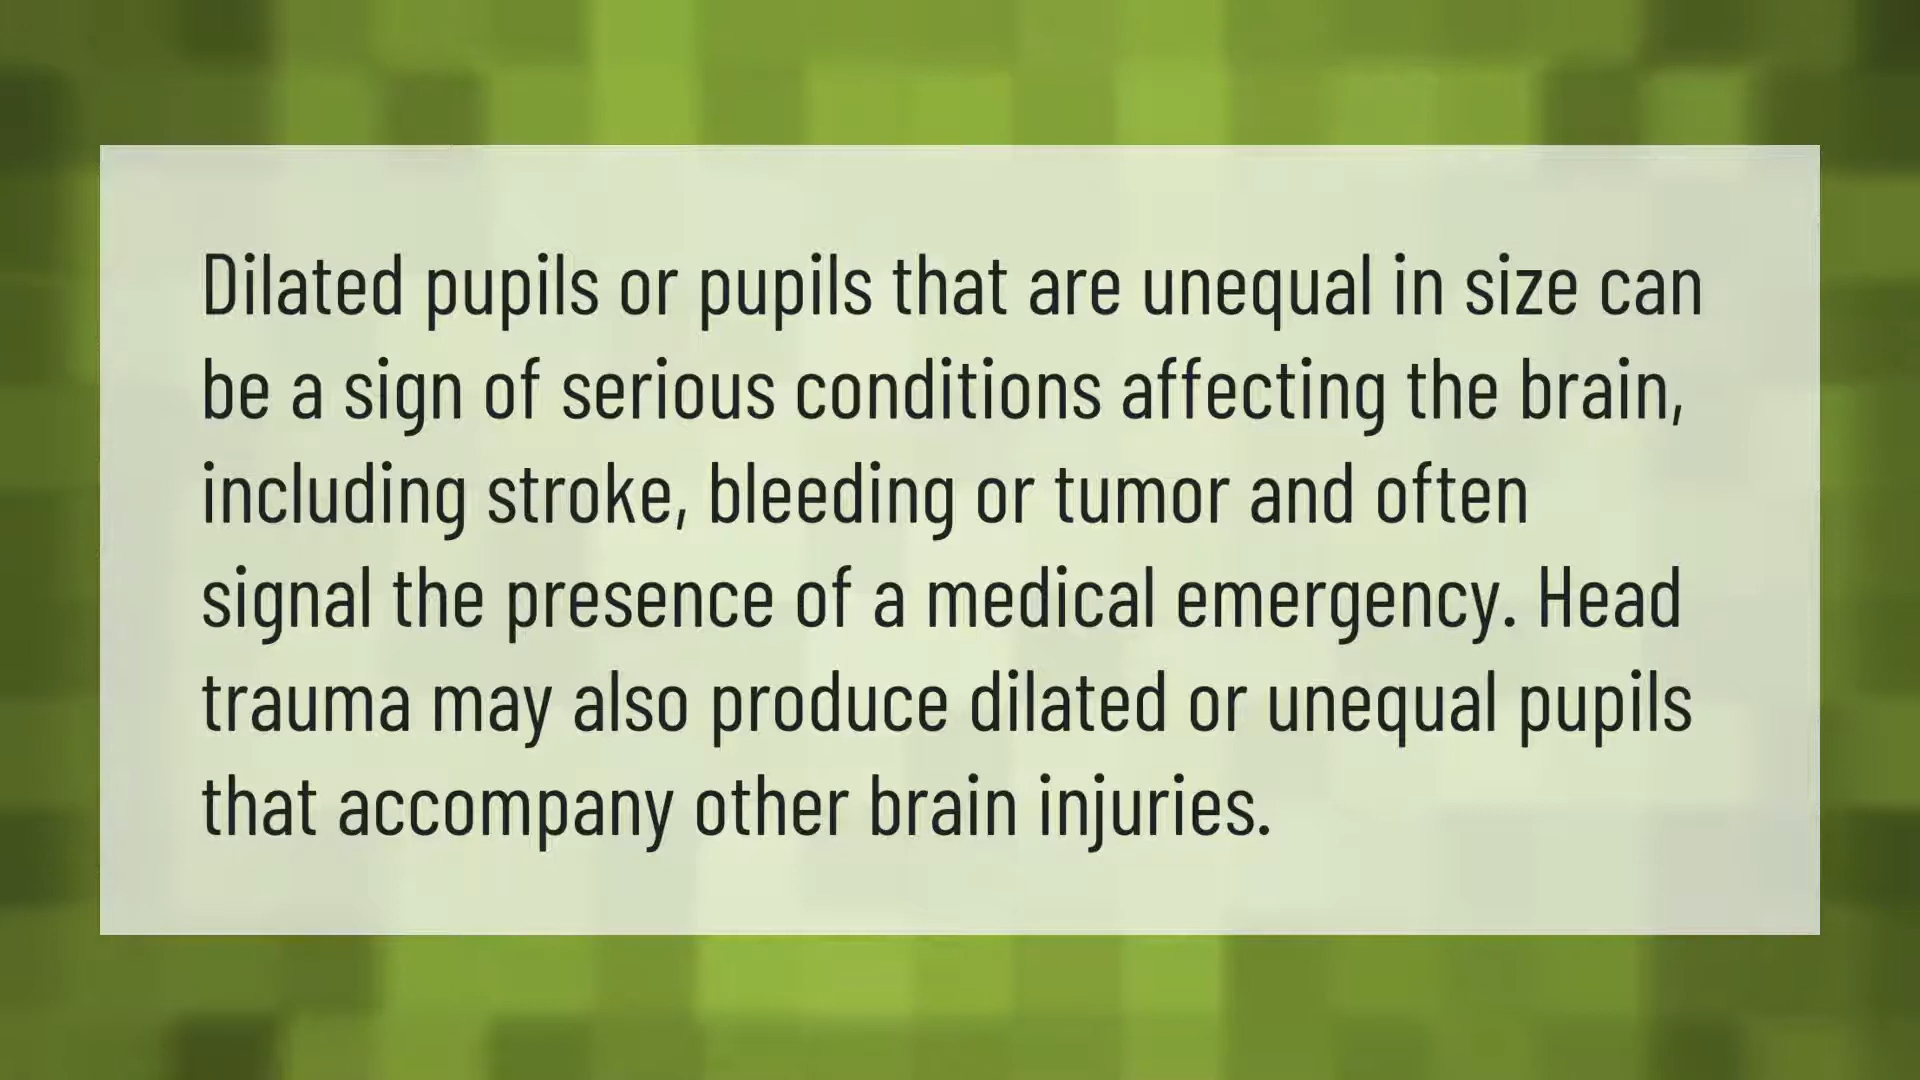 Dilated pupils or pupils that are unequal in size can
be a sign of serious conditions affecting the brain,
including stroke, bleeding or tumor and often
signal the presence of a medical emergency. Head
trauma may also produce dilated or unequal pupils
that accompany other brain injuries.